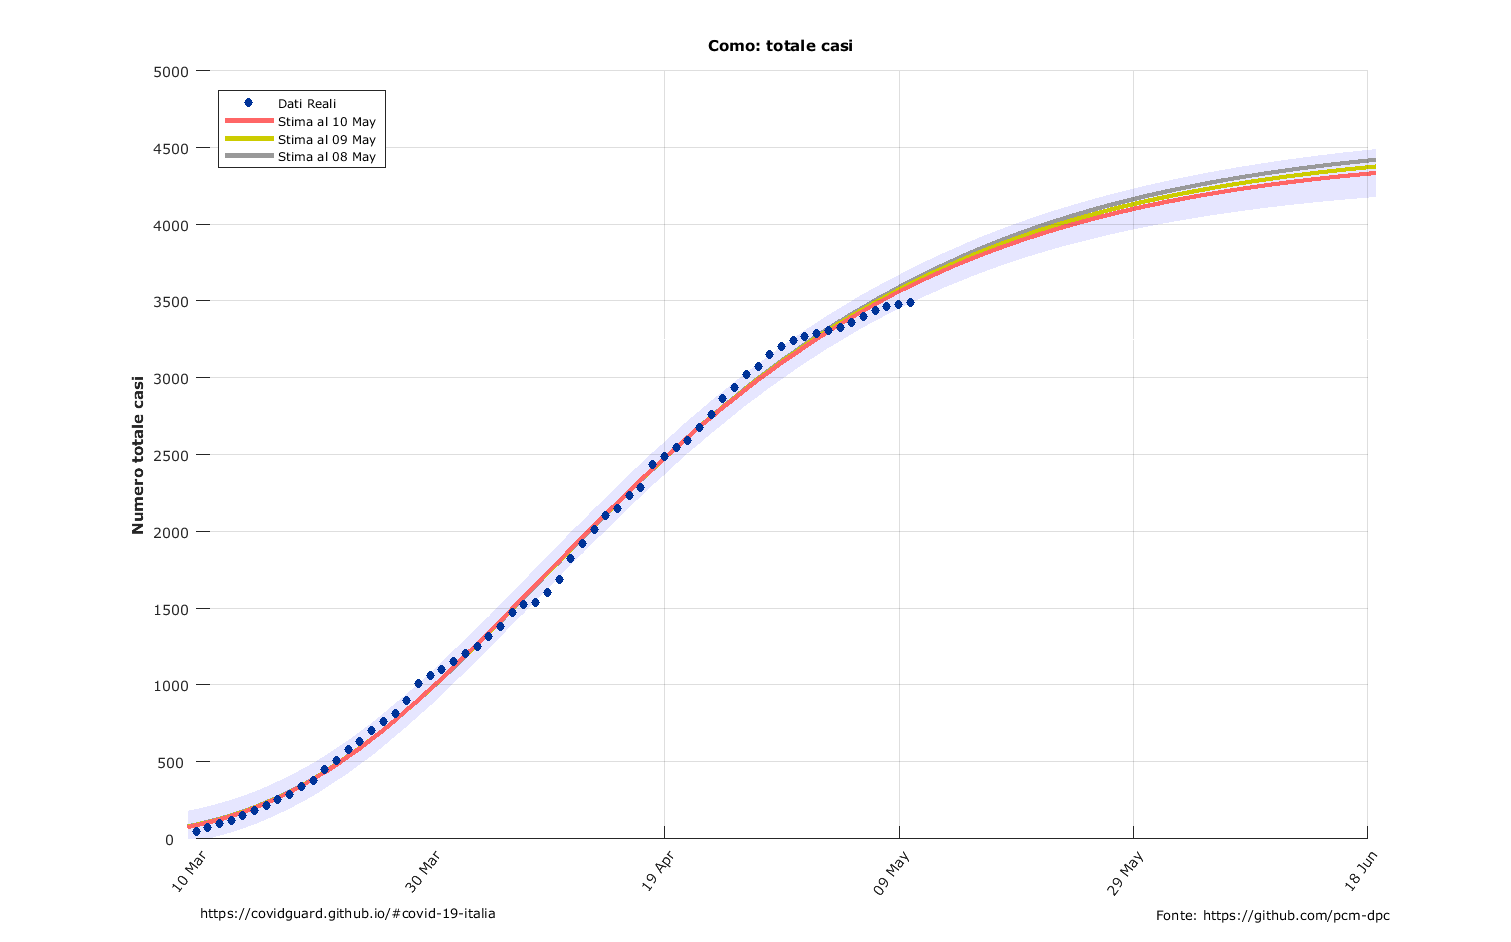 Como: totale casi
5000
4500
4000
3500
3000
2500
2000
1500
1000
500
0
Numero totale casi
Dati Reali
Stima al 10 May
Stima al 09 May
Stima al 08 May
10 Mar
30 Mar
19 Apr
09 May
29 May
18 Jun
https://covidguard.github.io/#covid-19-italia
Fonte: https://github.com/pcm-dpc